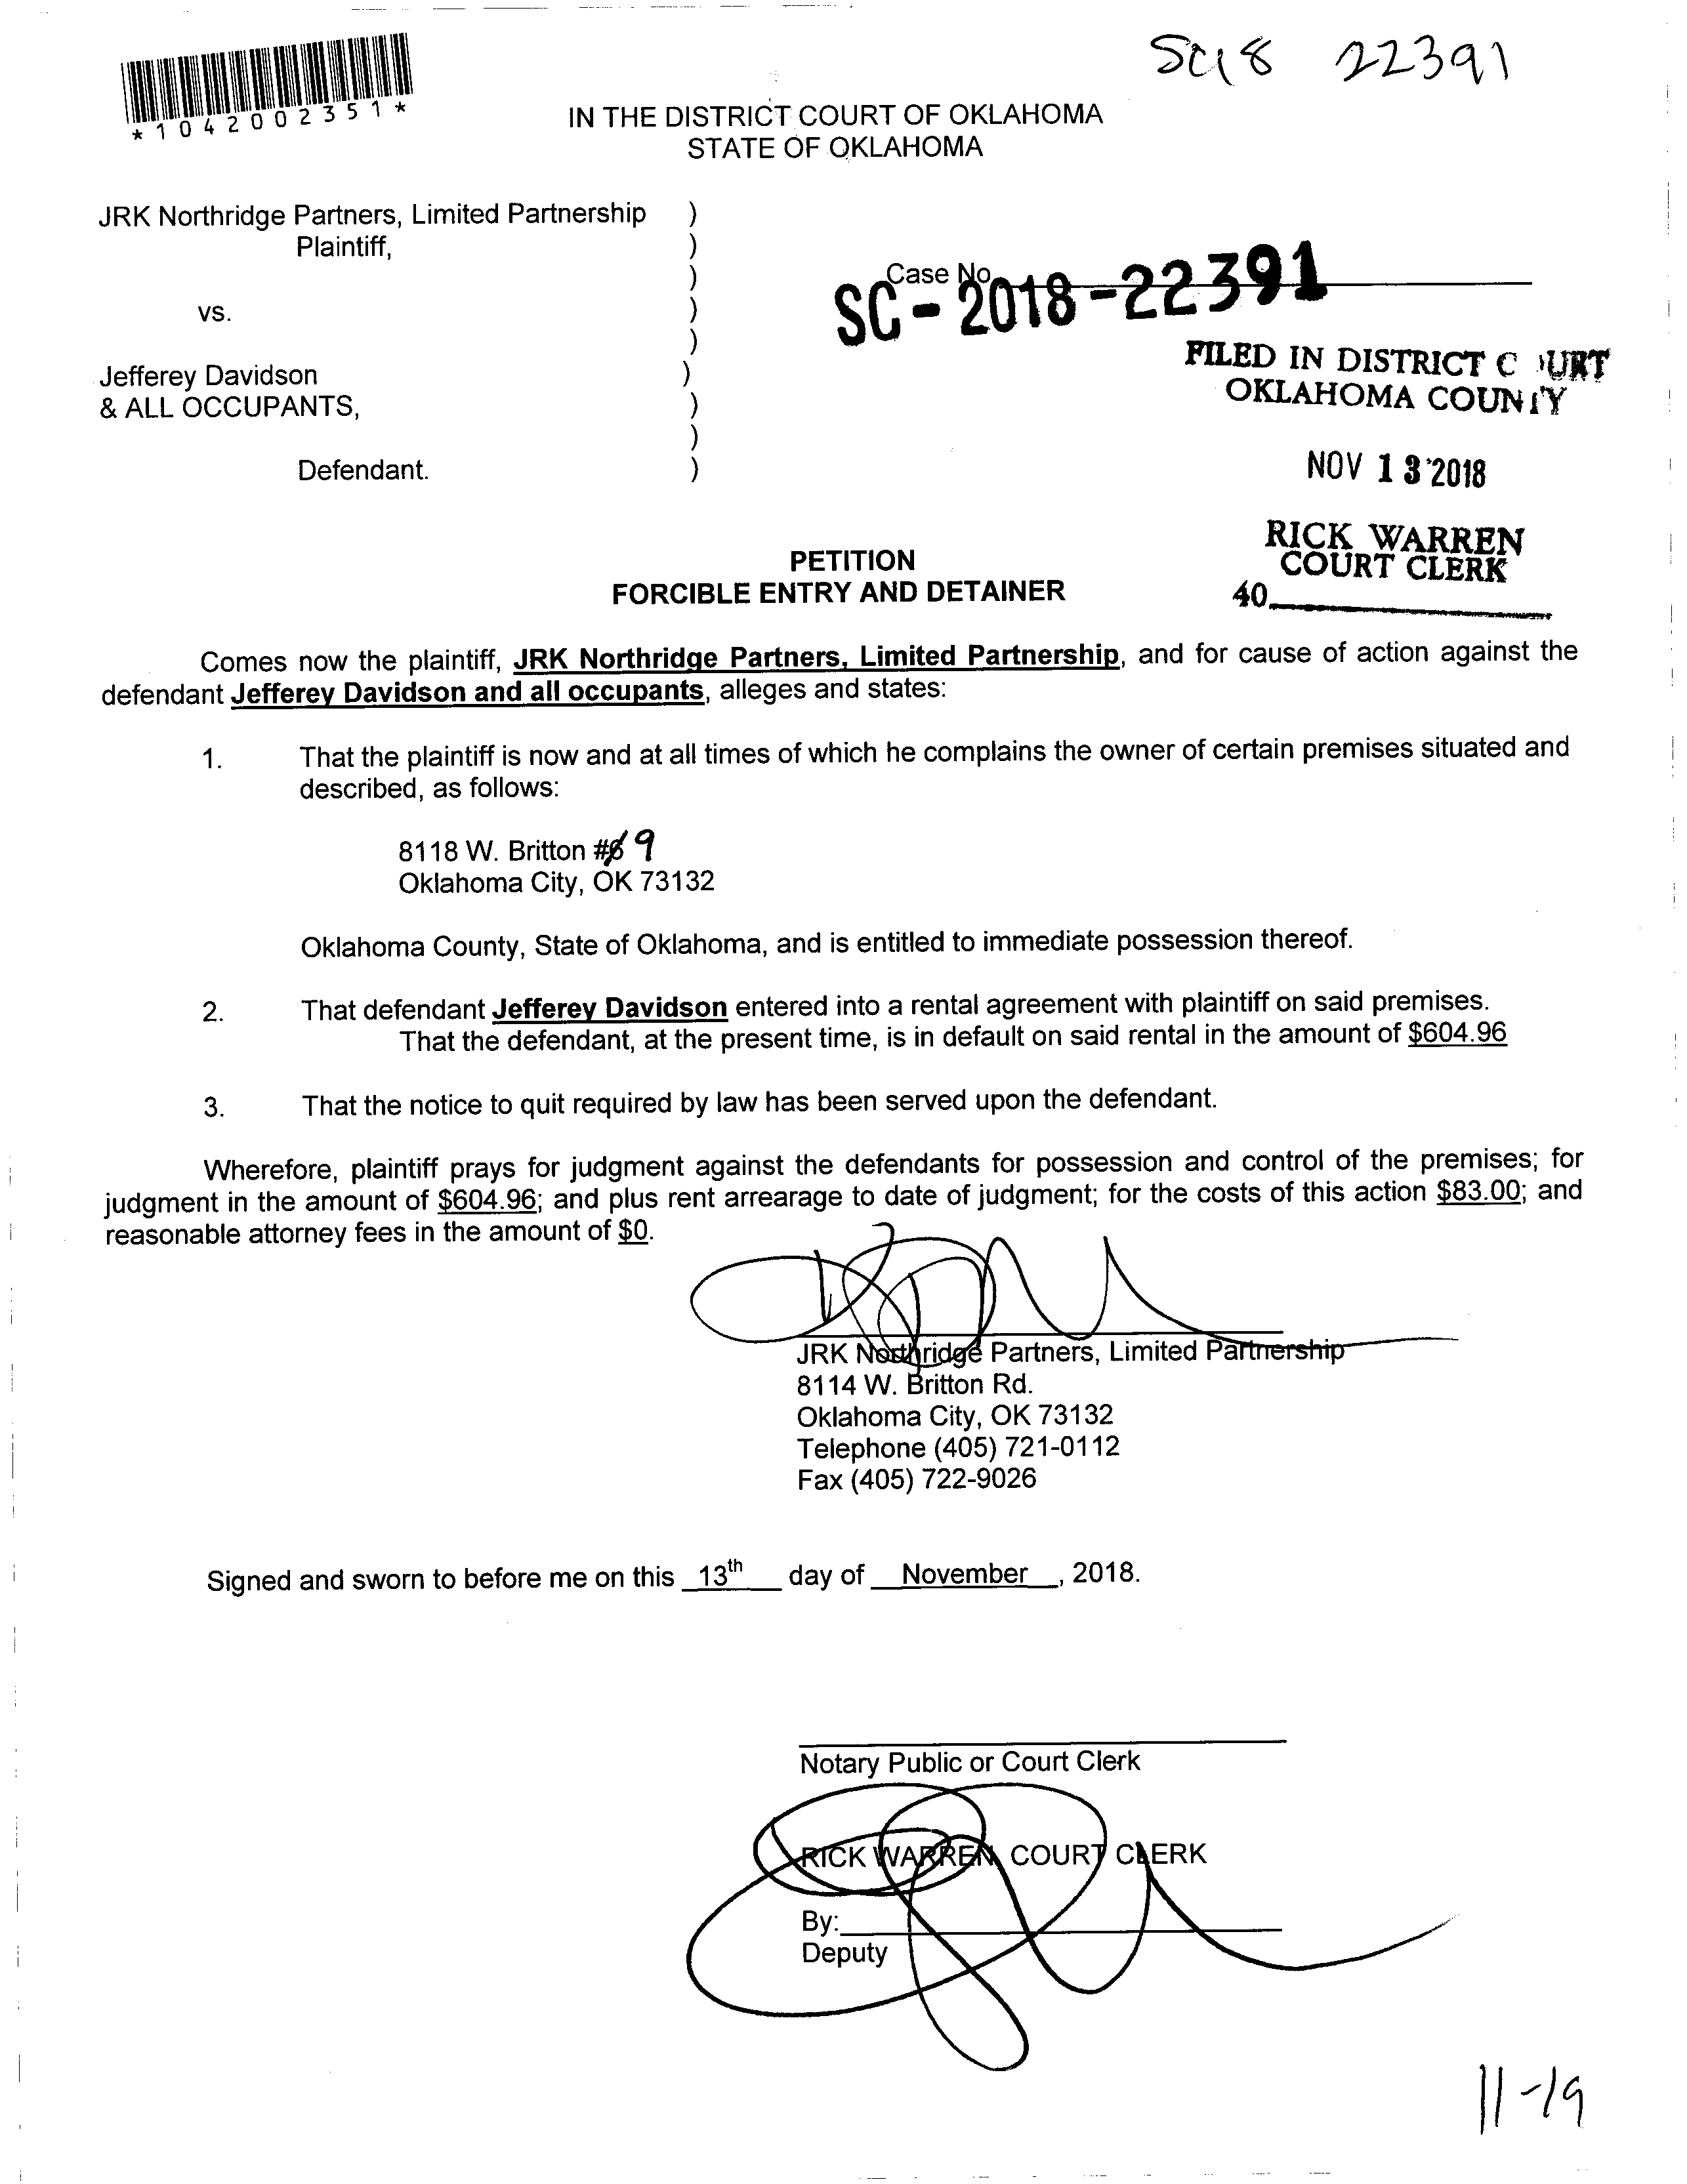 SC18 22391
*1042002351*
IN THE DISTRICT COURT OF OKLAHOMA
STATE OF OKLAHOMA
JRK Northridge Partners, Limited Partnership )
Plaintiff, )
)
vs. )
)
Jefferey Davidson )
& ALL OCCUPANTS, )
)
Defendant. )
Case No.
SC-2018-22391
FILED IN DISTRICT C URT
OKLAHOMA COUNTY
NOV 13 2018
RICK WARREN
COURT CLERK
40
PETITION
FORCIBLE ENTRY AND DETAINER
Comes now the plaintiff, JRK Northridge Partners, Limited Partnership, and for cause of action against the
defendant Jefferey Davidson and all occupants, alleges and states:
1. That the plaintiff is now and at all times of which he complains the owner of certain premises situated and
described, as follows:
8118 W. Britton # 9
Oklahoma City, OK 73132
Oklahoma County, State of Oklahoma, and is entitled to immediate possession thereof.
2. That defendant Jefferey Davidson entered into a rental agreement with plaintiff on said premises.
That the defendant, at the present time, is in default on said rental in the amount of $604.96
3. That the notice to quit required by law has been served upon the defendant.
Wherefore, plaintiff prays for judgment against the defendants for possession and control of the premises; for
judgment in the amount of $604.96; and plus rent arrearage to date of judgment; for the costs of this action $83.00; and
reasonable attorney fees in the amount of $0.
JRK Northridge Partners, Limited Partnership
8114 W. Britton Rd.
Oklahoma City, OK 73132
Telephone (405) 721-0112
Fax (405) 722-9026
Signed and sworn to before me on this 13th day of November, 2018.
Notary Public or Court Clerk
RICK WARREN, COURT CLERK
By:
Deputy
11-19